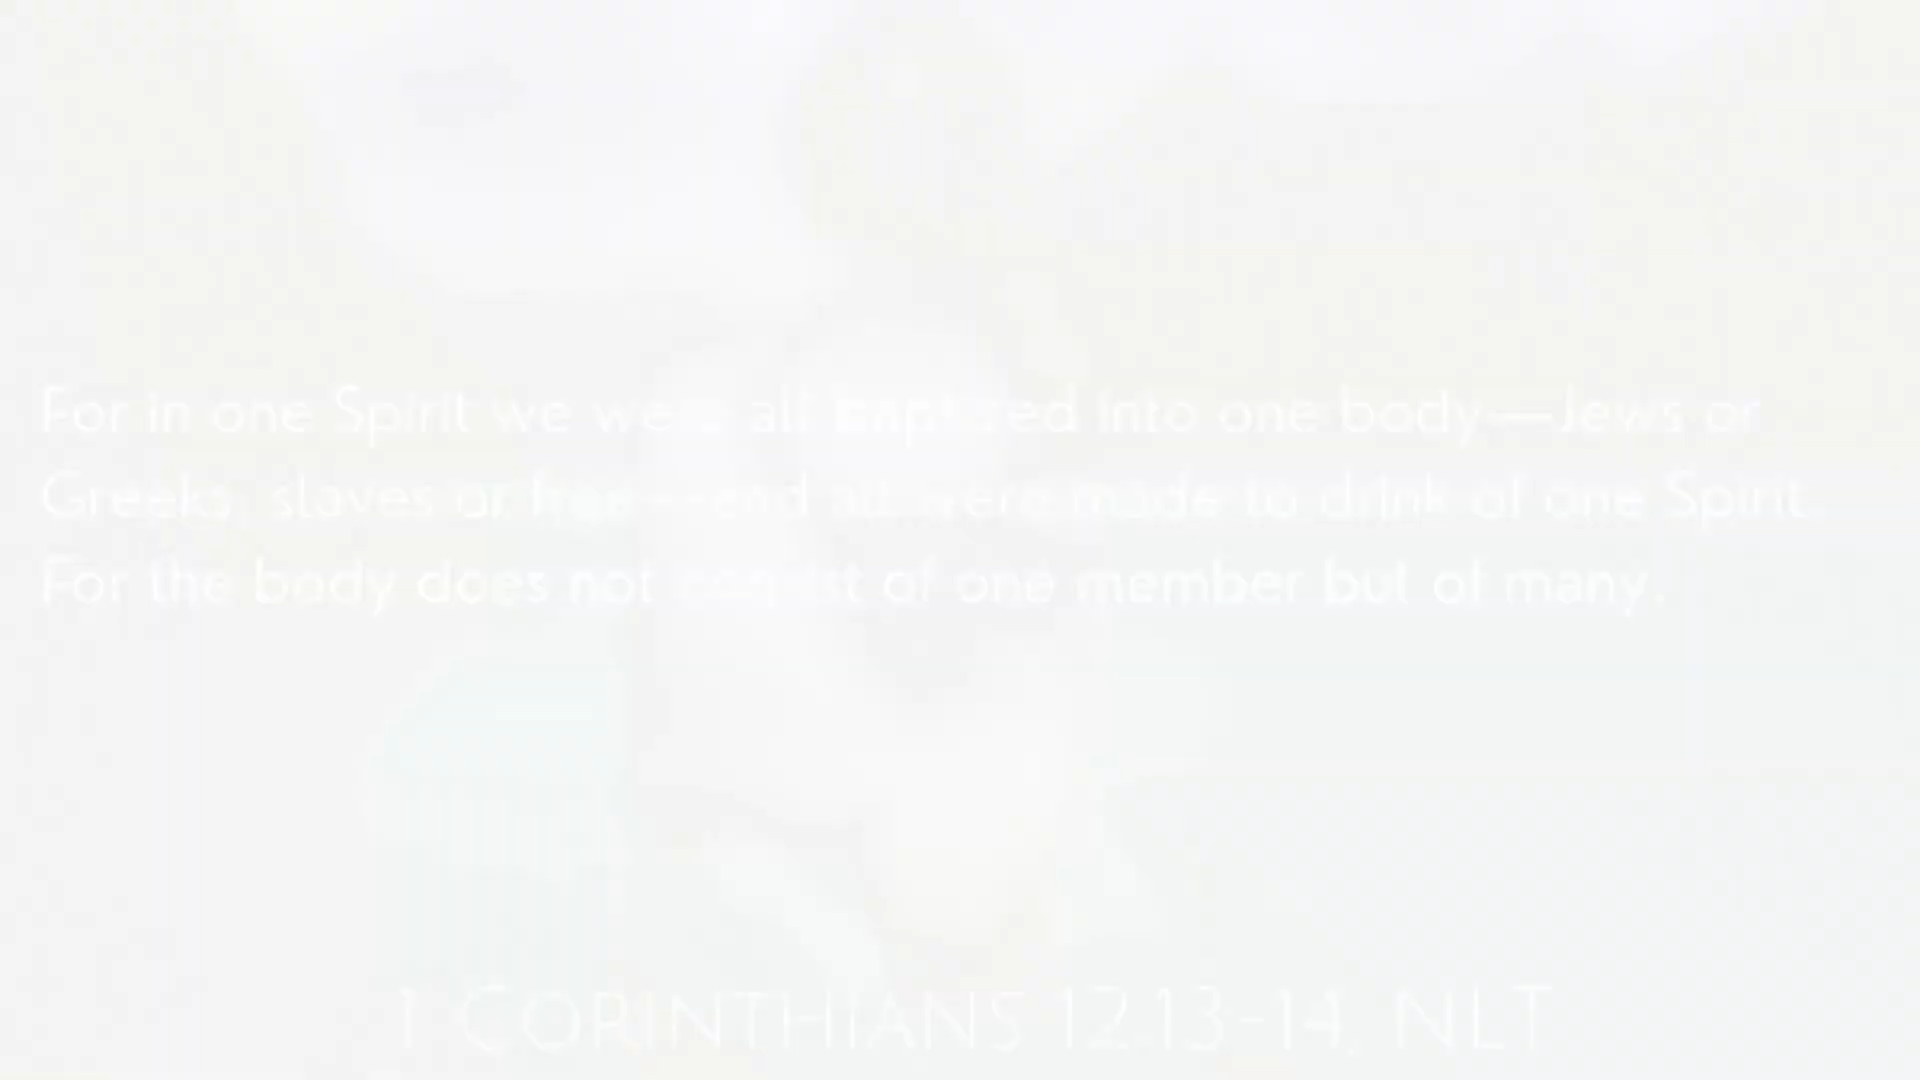 For in one Spirit we were all baptized into one body—Jews or
Greeks, slaves or free—and all were made to drink of one Spirit.
For the body does not consist of one member but of many.
1 CORINTHIANS 12:13-14, NLT